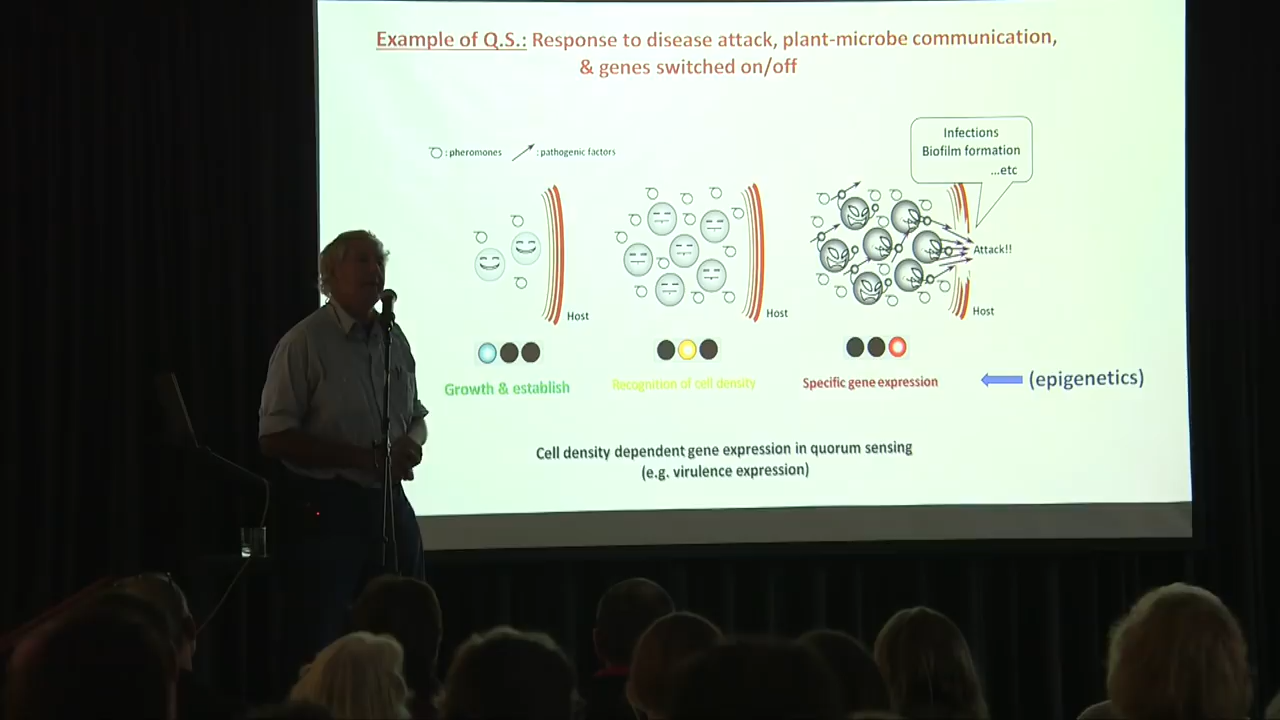 Example of Q.S.: Response to disease attack, plant-microbe communication,
& genes switched on/off
: pheromones : pathogenic factors
Infections
Biofilm formation
...etc
Attack!!
Host
Host
Host
Growth & establish
Recognition of cell density
Specific gene expression
(epigenetics)
Cell density dependent gene expression in quorum sensing
(e.g. virulence expression)